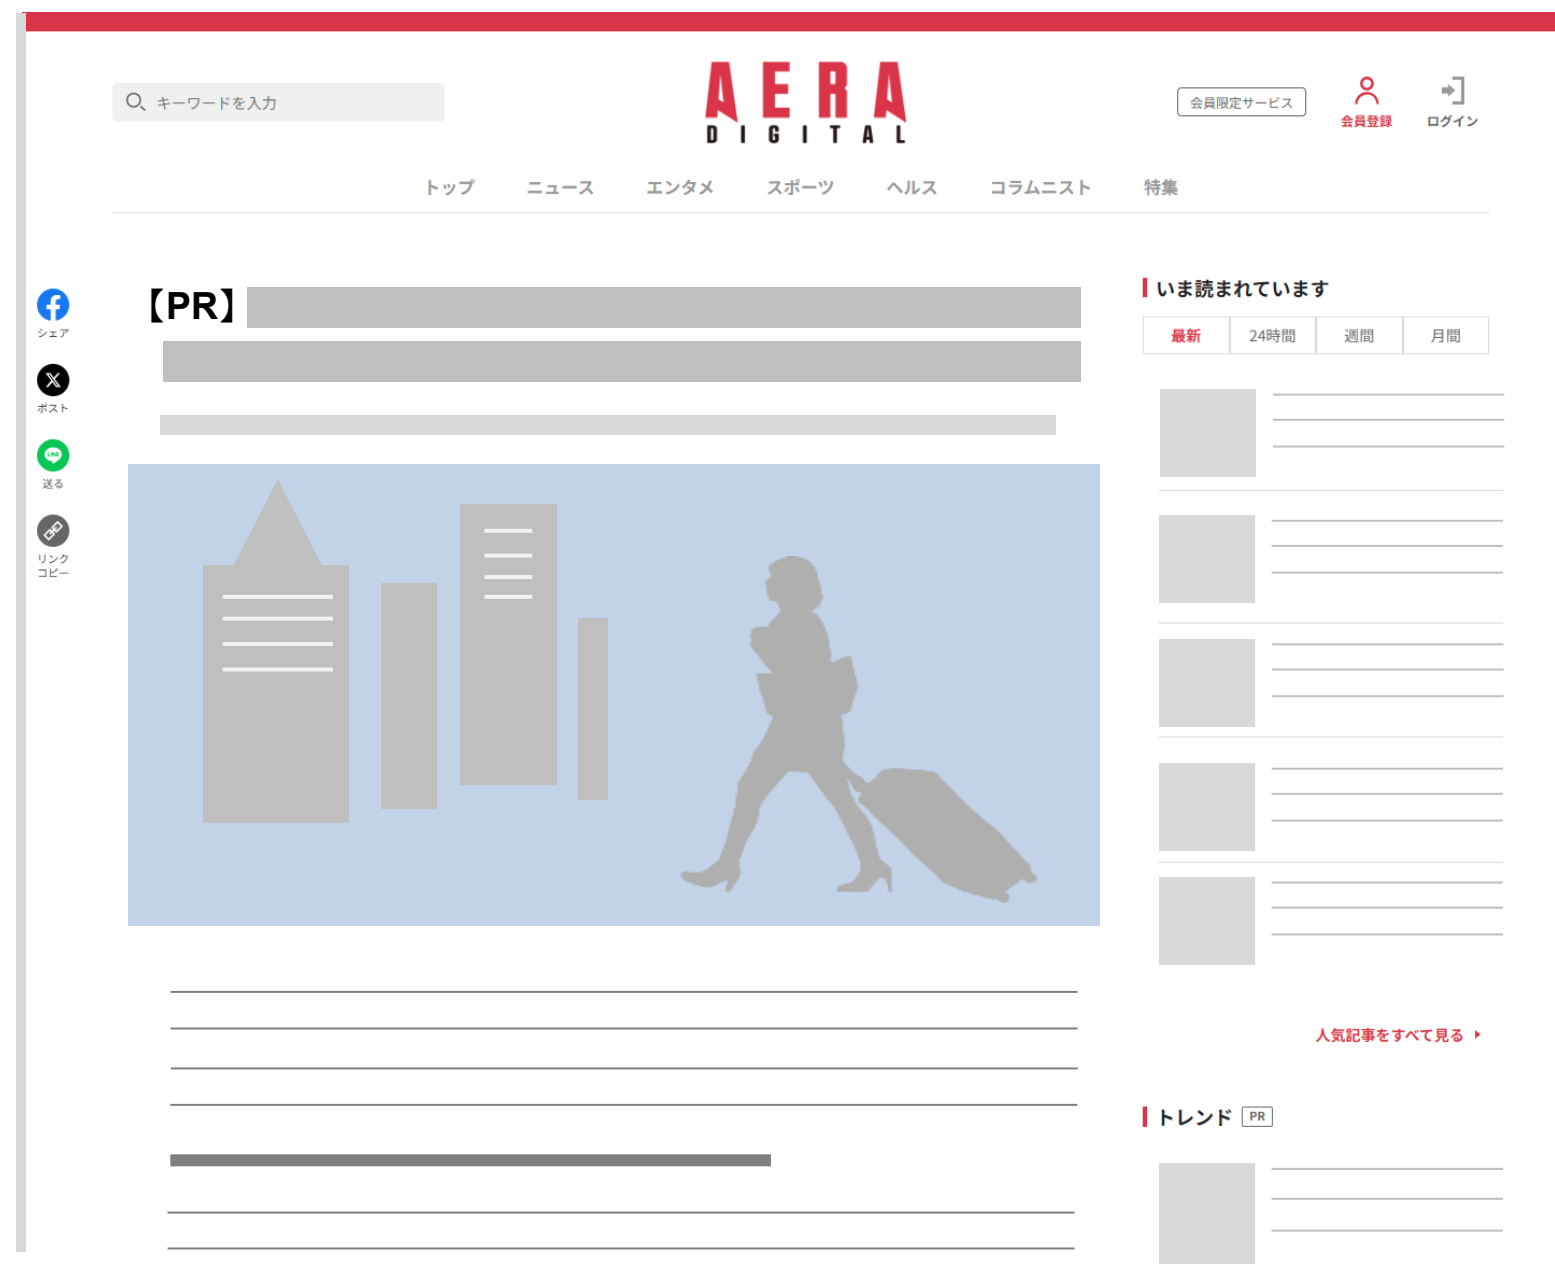 キーワードを入力
AERA
DIGITAL
会員限定サービス
会員登録
ログイン
トップ ニュース エンタメ スポーツ ヘルス コラムニスト 特集
シェア
ポスト
送る
リンク
コピー
【PR】
いま読まれています
最新 24時間 週間 月間
人気記事をすべて見る
トレンド PR